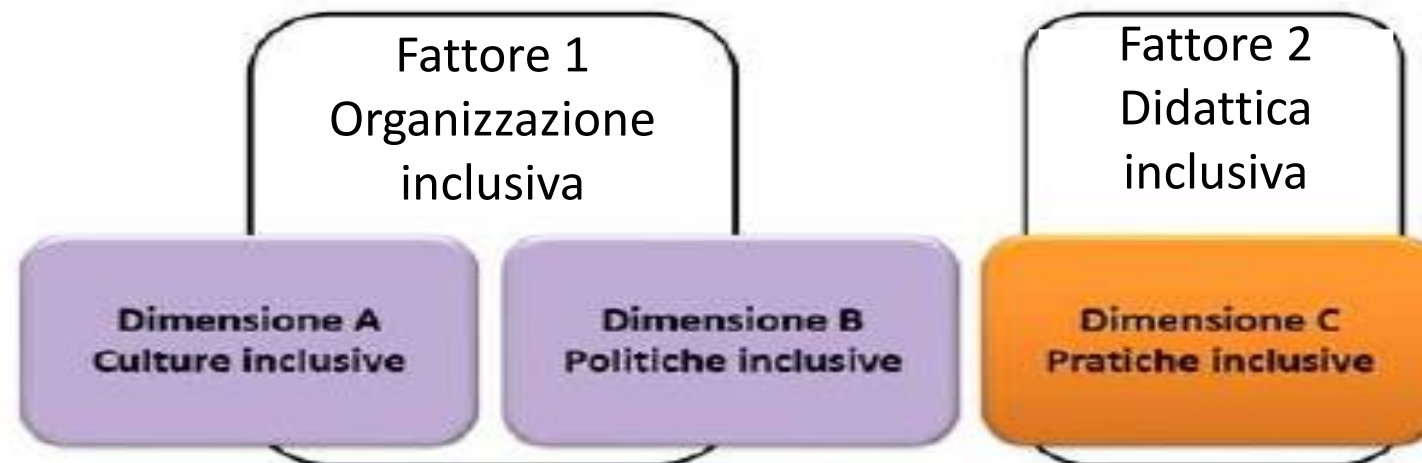 Fattore 1
Organizzazione
inclusiva
Fattore 2
Didattica
inclusiva
Dimensione A
Culture inclusive
Dimensione B
Politiche inclusive
Dimensione C
Pratiche inclusive